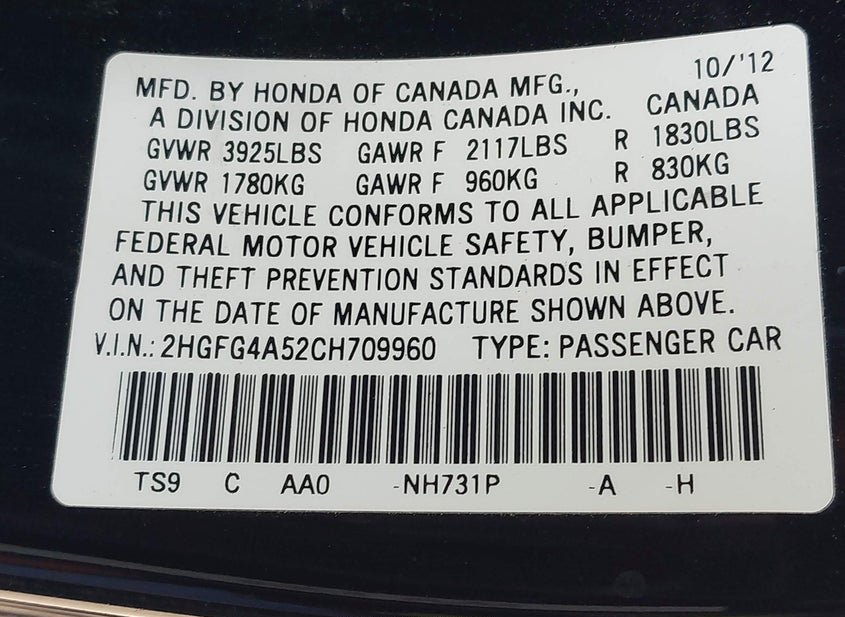 MFD. BY HONDA OF CANADA MFG., 10/'12
A DIVISION OF HONDA CANADA INC. CANADA
GVWR 3925LBS GAWR F 2117LBS R 1830LBS
GVWR 1780KG GAWR F 960KG R 830KG
THIS VEHICLE CONFORMS TO ALL APPLICABLE
FEDERAL MOTOR VEHICLE SAFETY, BUMPER,
AND THEFT PREVENTION STANDARDS IN EFFECT
ON THE DATE OF MANUFACTURE SHOWN ABOVE.
V.I.N.: 2HGFG4A52CH709960 TYPE: PASSENGER CAR
TS9 C AA0 -NH731P -A -H